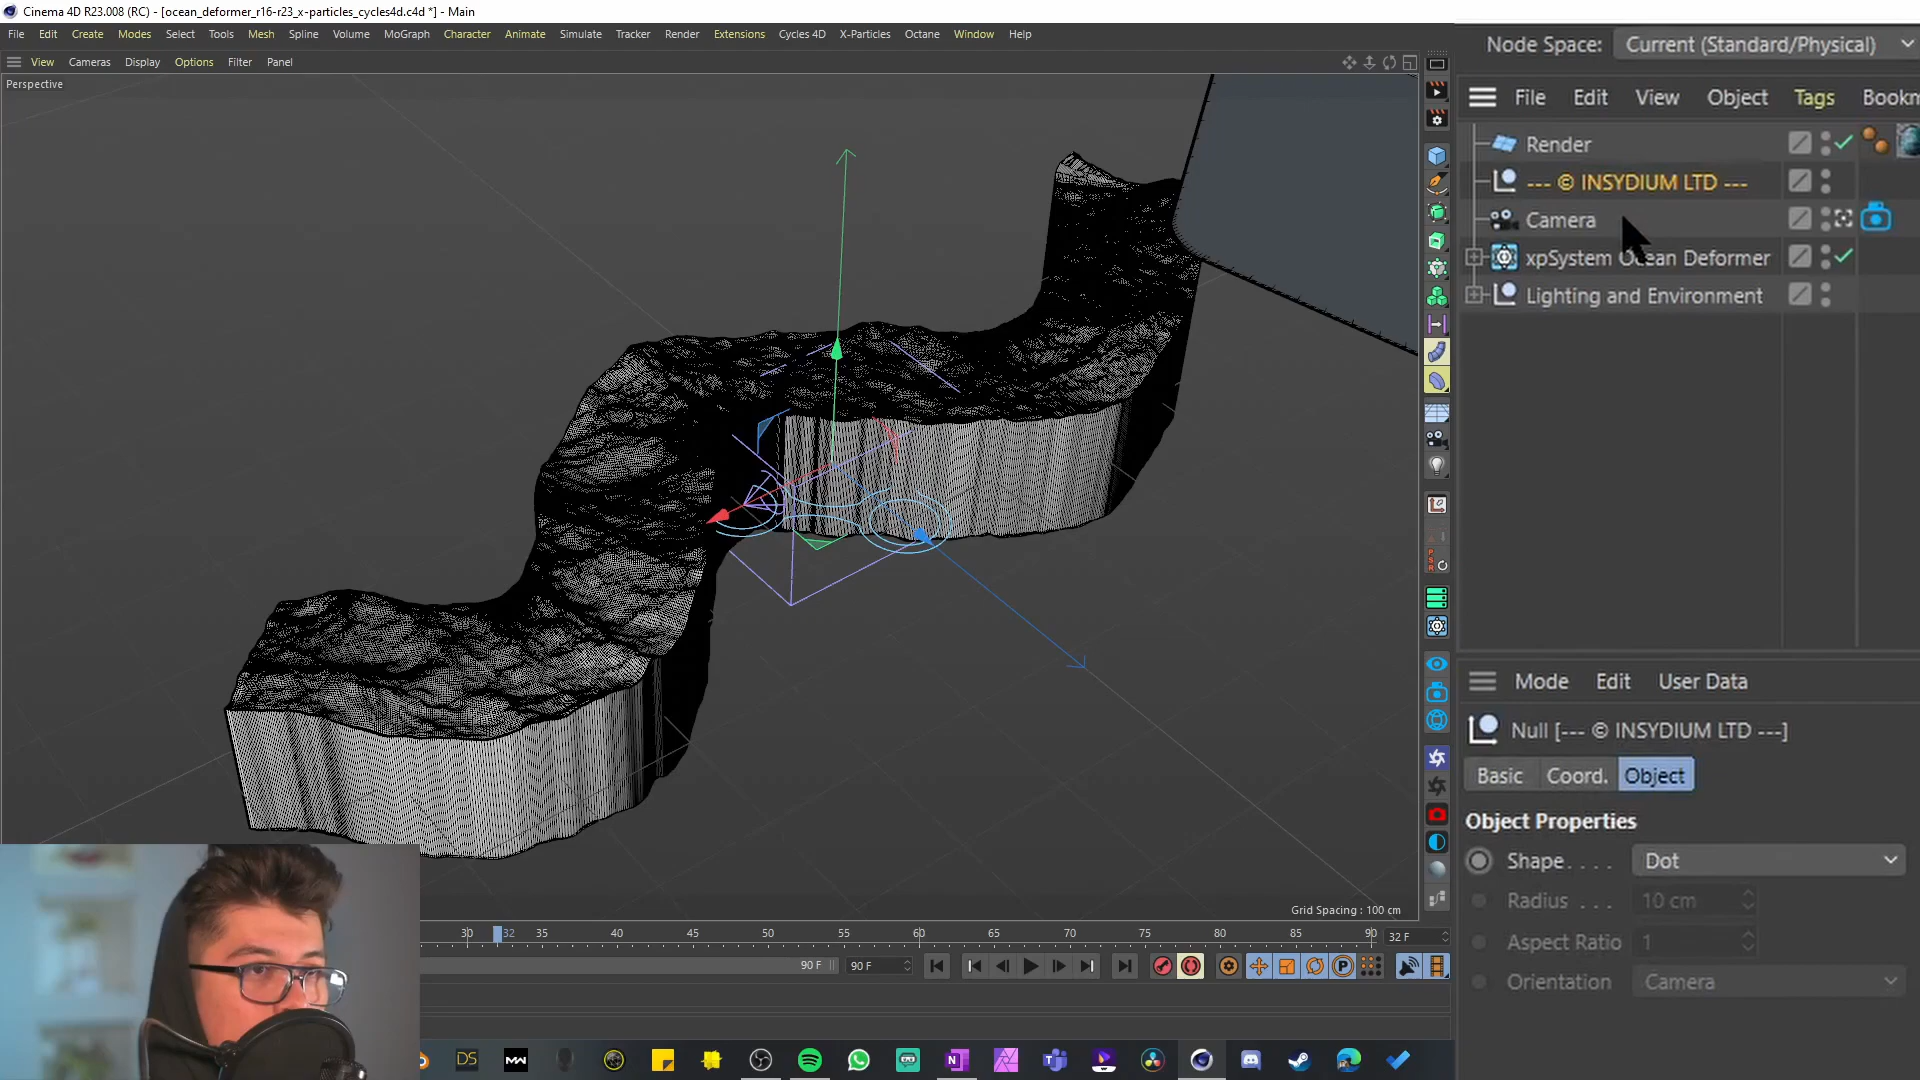 Cinema 4D R23.008 (RC) - [ocean_deformer_r16-r23_x-particles_cycles4d.c4d *] - Main
File Edit Create Modes Select Tools Mesh Spline Volume MoGraph Character Animate Simulate Tracker Render Extensions Cycles 4D X-Particles Octane Window Help
Node Space: Current (Standard/Physical)
View Cameras Display Options Filter Panel
Perspective
File Edit View Object Tags Bookm
Render
--- © INSYDIUM LTD ---
Camera
xpSystem Ocean Deformer
Lighting and Environment
Mode Edit User Data
Null [--- © INSYDIUM LTD ---]
Basic Coord. Object
Object Properties
Shape. . . . Dot
Radius . . . 10 cm
Aspect Ratio 1
Orientation Camera
Grid Spacing : 100 cm
30 32 35 40 45 50 55 60 65 70 75 80 85 90 32 F
90 F 90 F
P
PSR
DS
N